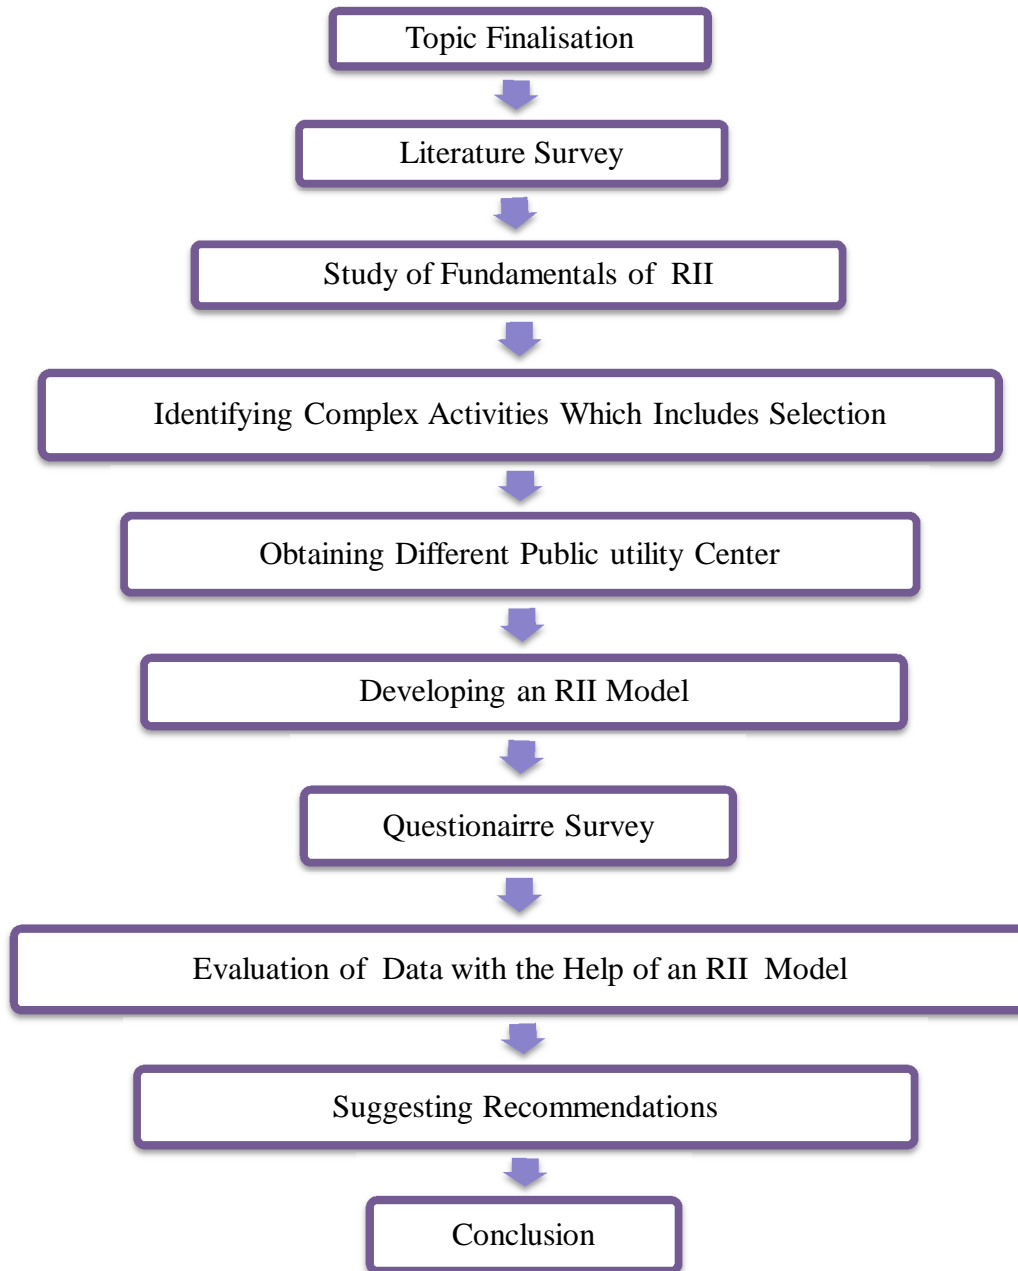 Topic Finalisation
Literature Survey
Study of Fundamentals of RII
Identifying Complex Activities Which Includes Selection
Obtaining Different Public utility Center
Developing an RII Model
Questionairre Survey
Evaluation of Data with the Help of an RII Model
Suggesting Recommendations
Conclusion